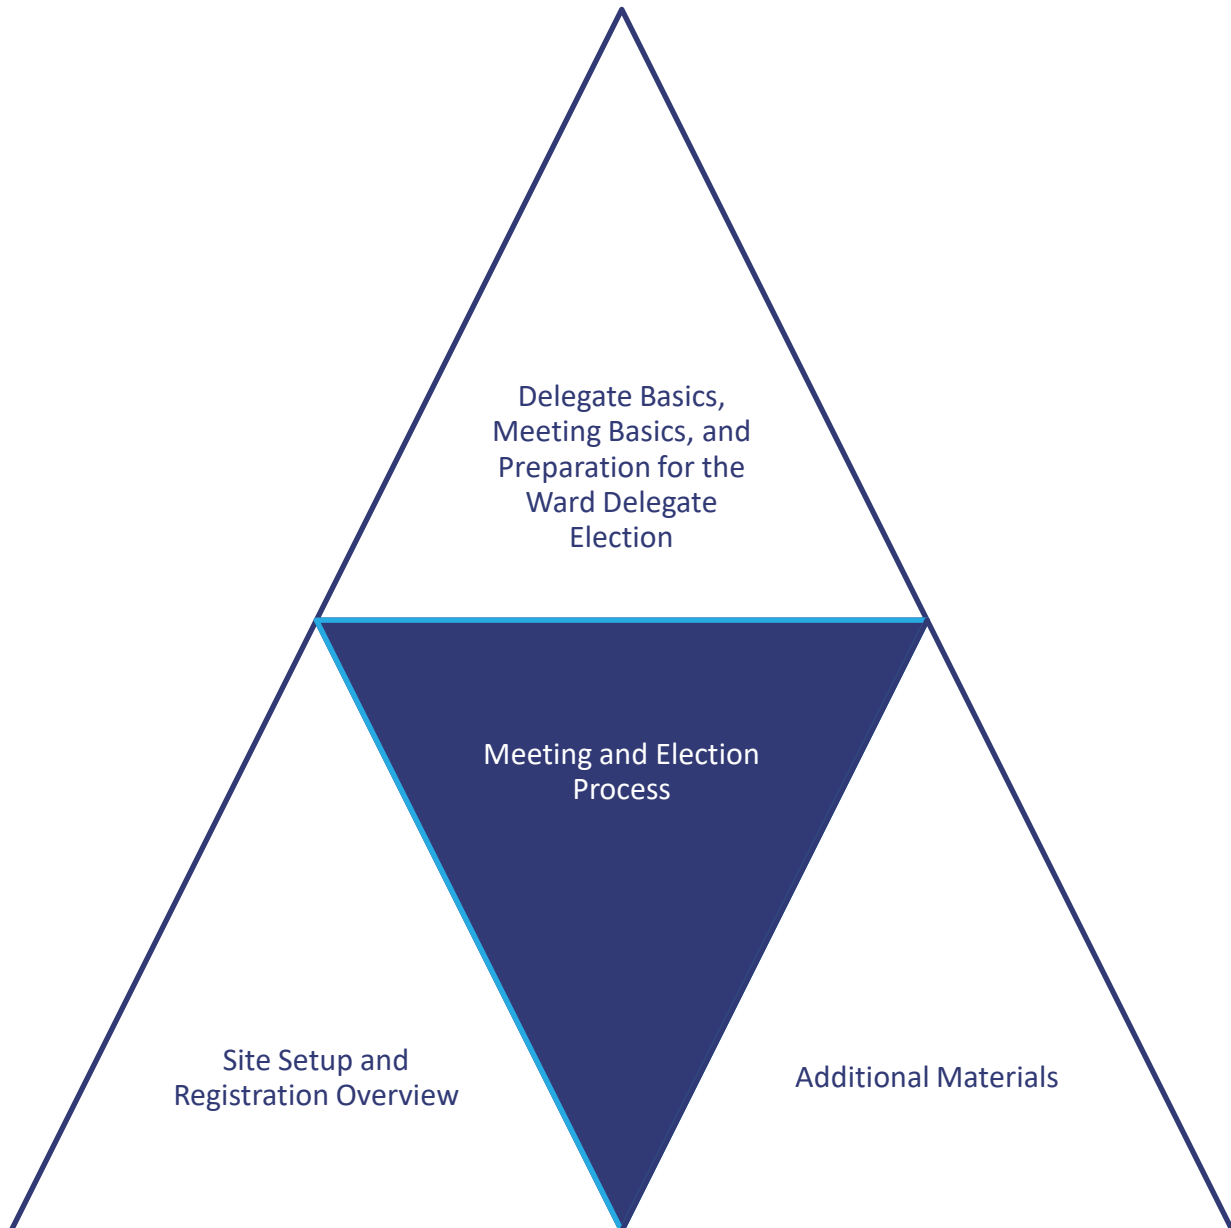 Delegate Basics,
Meeting Basics, and
Preparation for the
Ward Delegate
Election
Meeting and Election
Process
Site Setup and
Registration Overview
Additional Materials